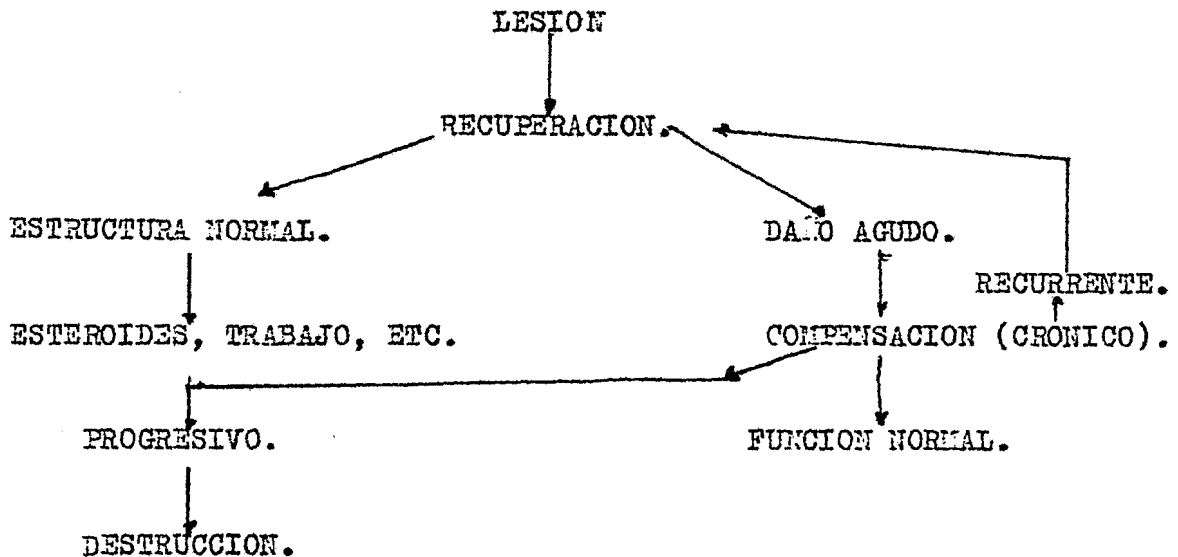 LESION
RECUPERACION.
ESTRUCTURA NORMAL.
DAÑO AGUDO.
RECURRENTE.
ESTEROIDES, TRABAJO, ETC.
COMPENSACION (CRONICO).
PROGRESIVO.
FUNCION NORMAL.
DESTRUCCION.